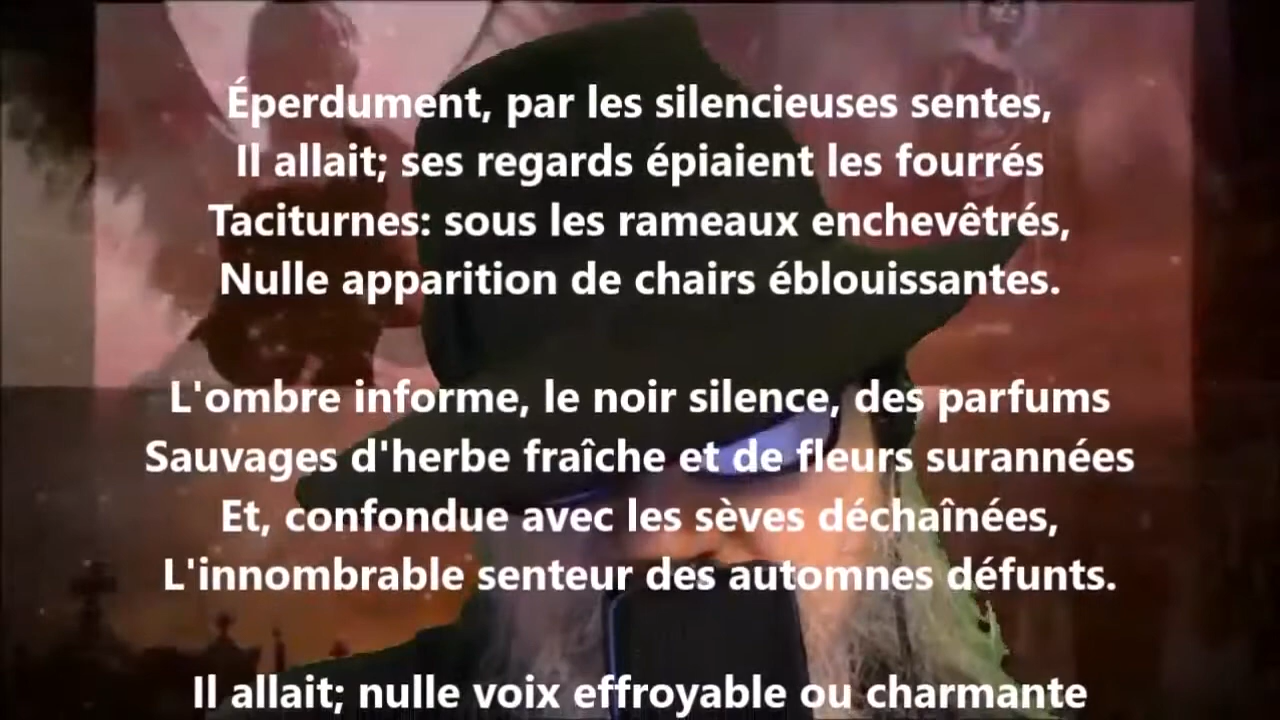 Éperdument, par les silencieuses sentes,
Il allait; ses regards épiaient les fourrés
Taciturnes: sous les rameaux enchevêtrés,
Nulle apparition de chairs éblouissantes.
L'ombre informe, le noir silence, des parfums
Sauvages d'herbe fraîche et de fleurs surannées
Et, confondue avec les sèves déchaînées,
L'innombrable senteur des automnes défunts.
Il allait; nulle voix effroyable ou charmante